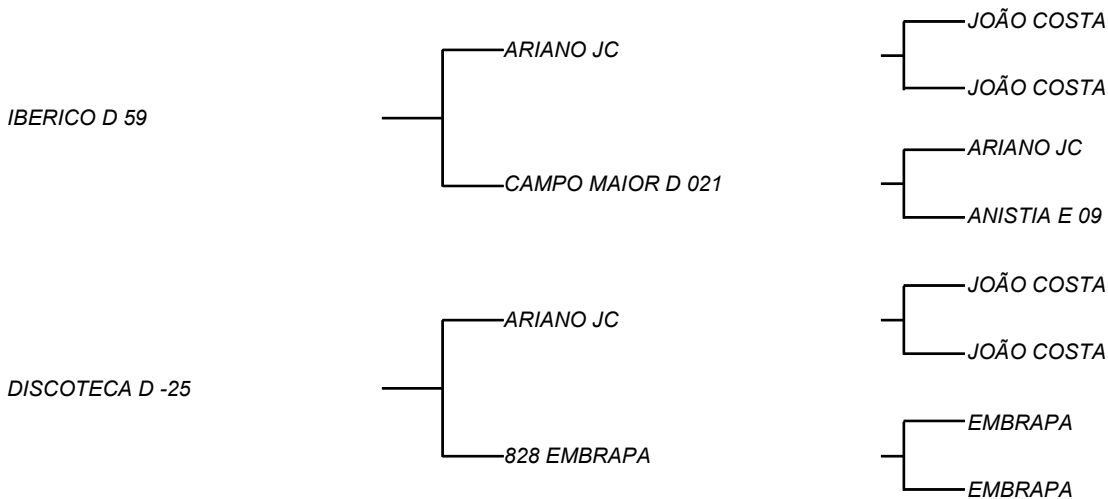 JOÃO COSTA
ARIANO JC
JOÃO COSTA
IBERICO D 59
ARIANO JC
CAMPO MAIOR D 021
ANISTIA E 09
JOÃO COSTA
ARIANO JC
JOÃO COSTA
DISCOTECA D -25
EMBRAPA
828 EMBRAPA
EMBRAPA